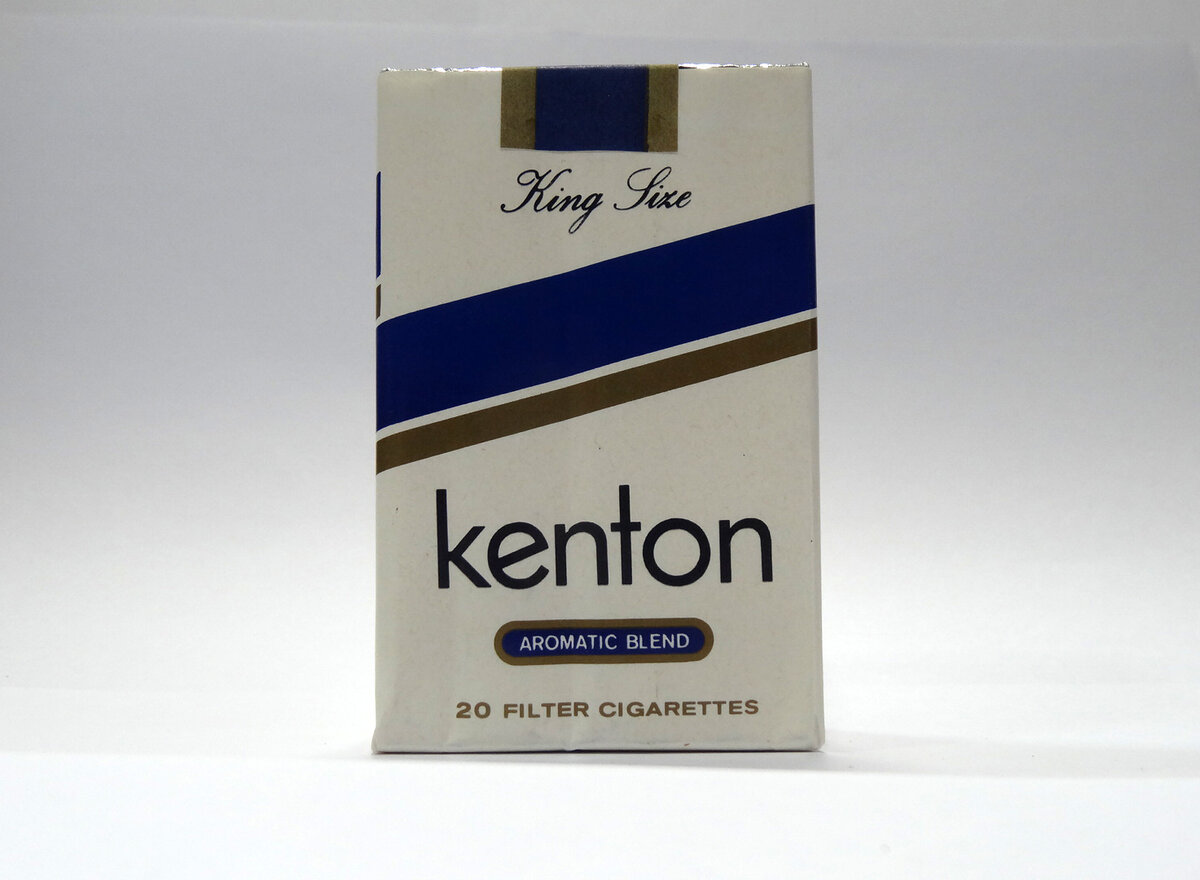 King Size
kenton
AROMATIC BLEND
20 FILTER CIGARETTES